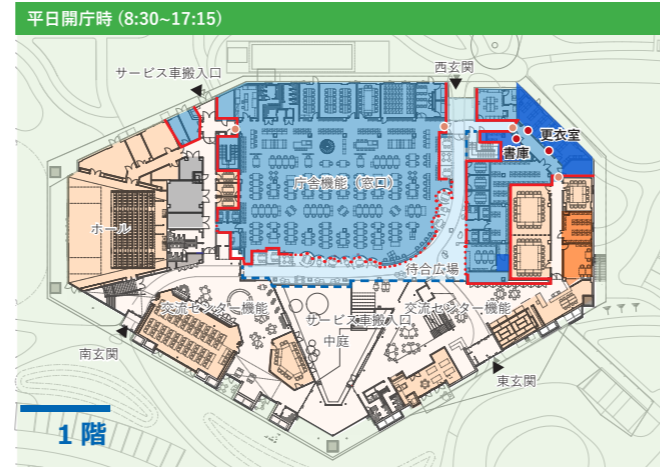 平日開庁時 (8:30~17:15)
サービス車搬入口
西玄関
更衣室
書庫
庁舎機能（窓口）
ホール
待合広場
交流センター機能
サービス車搬入口
交流センター機能
中庭
南玄関
東玄関
1 階